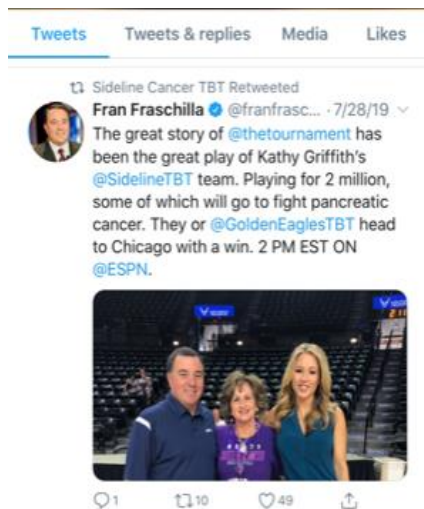 Tweets Tweets & replies Media Likes
Sideline Cancer TBT Retweeted
Fran Fraschilla @franfrasc... · 7/28/19
The great story of @thetournament has
been the great play of Kathy Griffith's
@SidelineTBT team. Playing for 2 million,
some of which will go to fight pancreatic
cancer. They or @GoldenEaglesTBT head
to Chicago with a win. 2 PM EST ON
@ESPN.
1 10 49